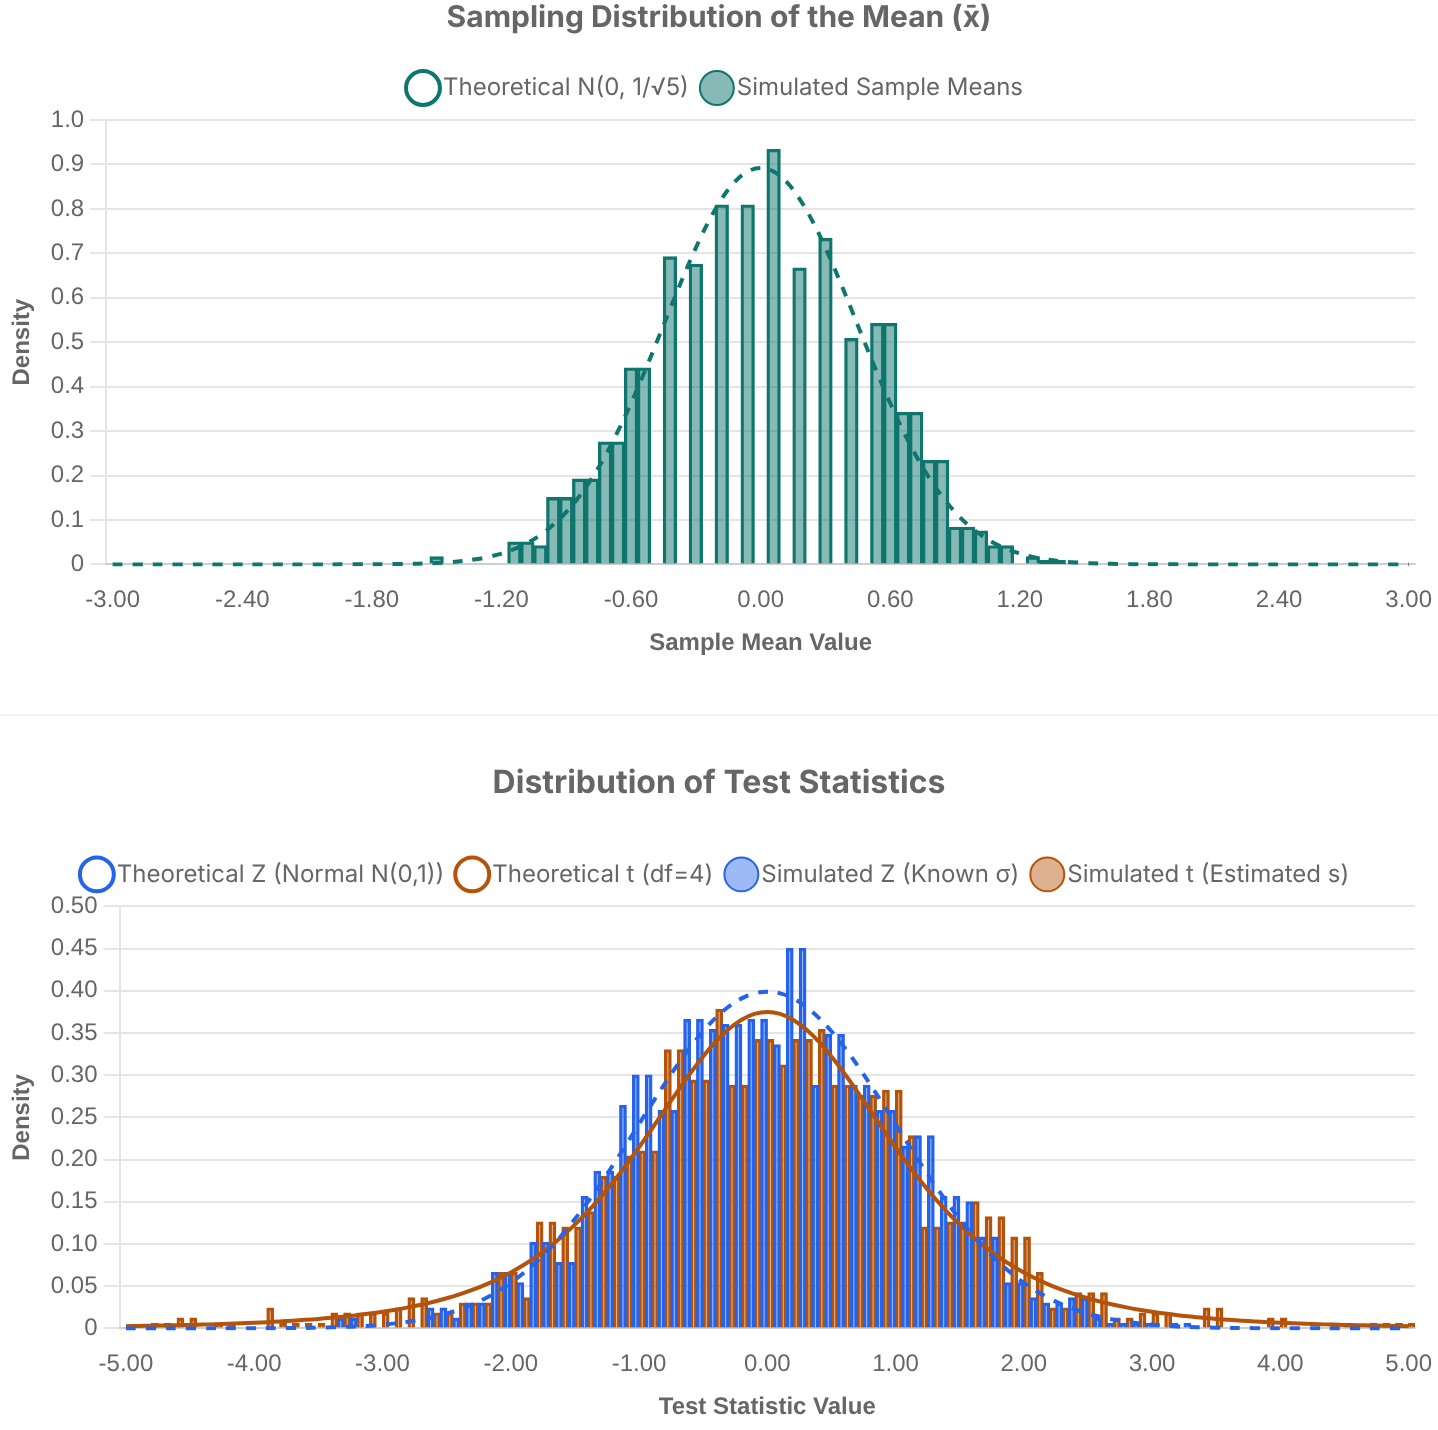 Sampling Distribution of the Mean (x̄)
Theoretical N(0, 1/√5) Simulated Sample Means
1.0
0.9
0.8
0.7
0.6
0.5
0.4
0.3
0.2
0.1
0
Density
-3.00 -2.40 -1.80 -1.20 -0.60 0.00 0.60 1.20 1.80 2.40 3.00
Sample Mean Value
Distribution of Test Statistics
Theoretical Z (Normal N(0,1)) Theoretical t (df=4) Simulated Z (Known σ) Simulated t (Estimated s)
0.50
0.45
0.40
0.35
0.30
0.25
0.20
0.15
0.10
0.05
0
Density
-5.00 -4.00 -3.00 -2.00 -1.00 0.00 1.00 2.00 3.00 4.00 5.00
Test Statistic Value